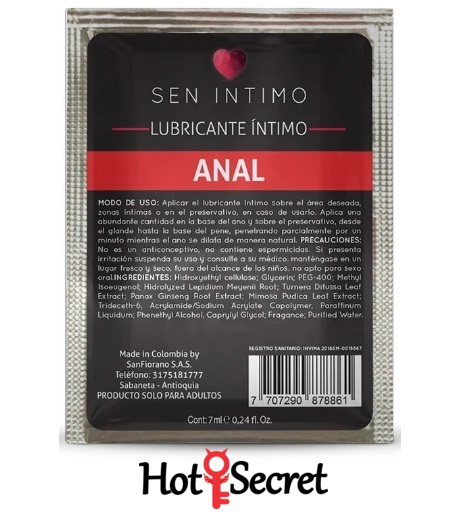 SEN INTIMO
LUBRICANTE ÍNTIMO
ANAL
MODO DE USO: Aplicar el lubricante íntimo sobre el área deseada,
zonas íntimas o en el preservativo, en caso de usarlo. Aplica una
abundante cantidad en la base del ano y sobre el preservativo, desde
el glande hasta la base del pene, penetrando parcialmente por un
minuto mientras el ano se dilata de manera natural. PRECAUCIONES:
No es un anticonceptivo, no contiene espermicidas. Si presenta
irritación suspenda su uso y consulte a su médico. manténgase en un
lugar fresco y seco, fuera del alcance de los niños. no apto para sexo
oral.INGREDIENTES: Hidroxyethyl cellulose; Glycerin; PEG-400; Methyl
Isoeugenol; Hidrolyzed Lepidium Meyenii Root; Turnera Difussa Leaf
Extract; Panax Ginseng Root Extract; Mimosa Pudica Leaf Extract;
Trideceth-6, Acrylamide/Sodium Acrylate Copolymer, Paraffinum
Liquidum; Phenethyl Alcohol, Caprylyl Glycol; Fragance; Purified Water.
REGISTRO SANITARIO: INVIMA
Made in Colombia by
SanFiorano S.A.S.
Teléfono: 3175181777
Sabaneta - Antioquia
PRODUCTO SOLO PARA ADULTOS
7 707290 878861
Cont: 7ml ℮ 0,24 fl. Oz.
Hot Secret